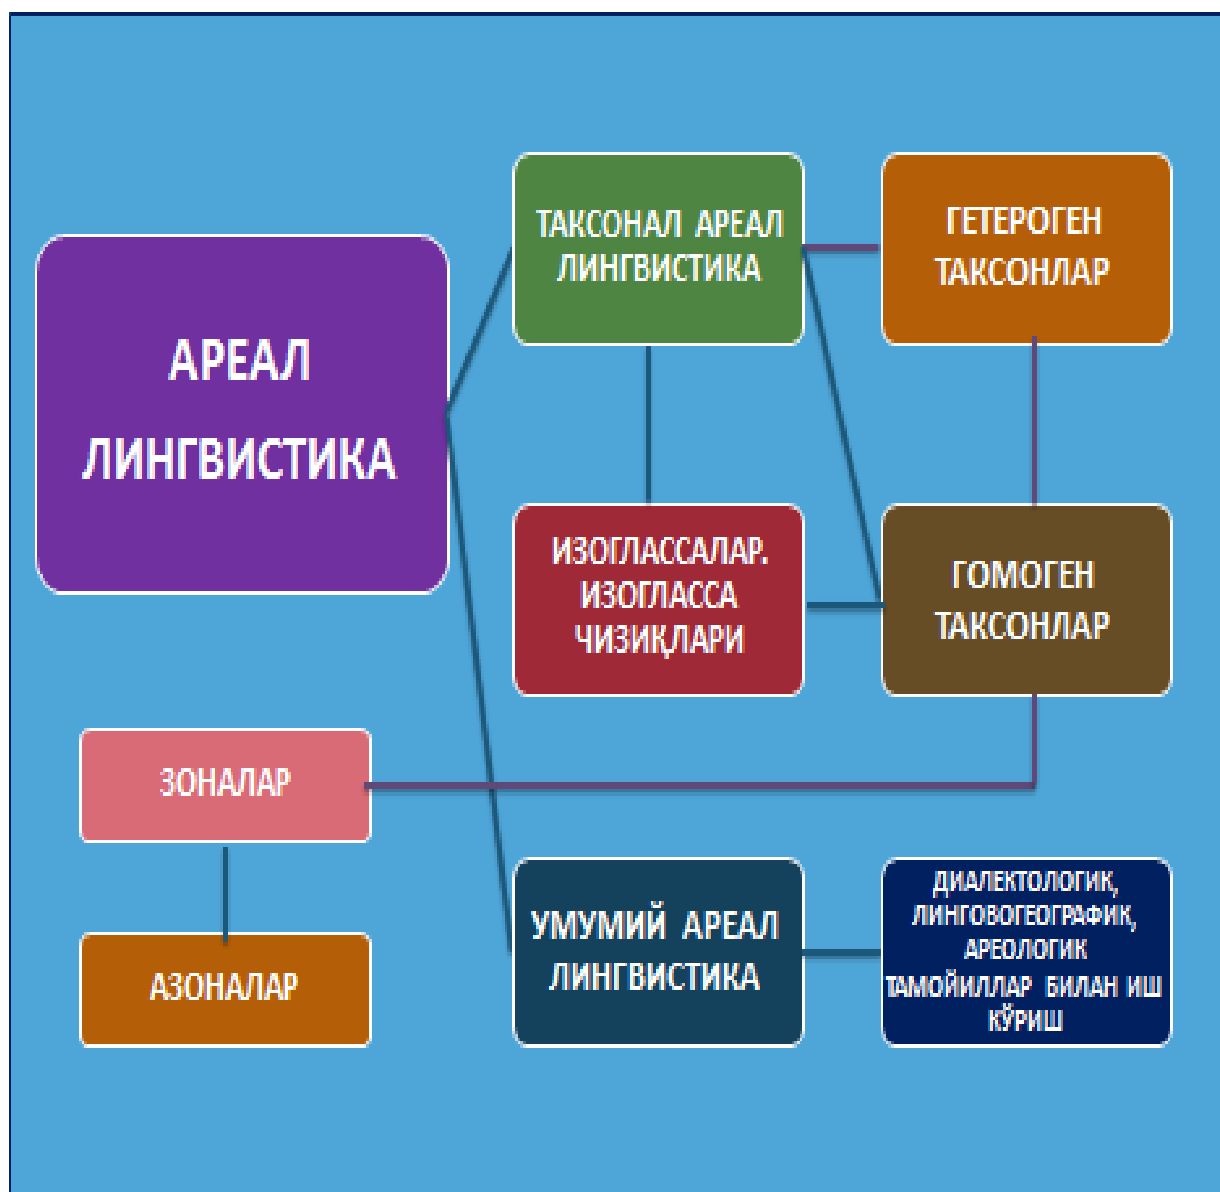 АРЕАЛ
ЛИНГВИСТИКА
ТАКСОНАЛ АРЕАЛ
ЛИНГВИСТИКА
ГЕТЕРОГЕН
ТАКСОНЛАР
ИЗОГЛАССАЛАР.
ИЗОГЛАССА
ЧИЗИҚЛАРИ
ГОМОГЕН
ТАКСОНЛАР
ЗОНАЛАР
АЗОНАЛАР
УМУМИЙ АРЕАЛ
ЛИНГВИСТИКА
ДИАЛЕКТОЛОГИК,
ЛИНГОВОГЕОГРАФИК,
АРЕОЛОГИК
ТАМОЙИЛЛАР БИЛАН ИШ
КЎРИШ